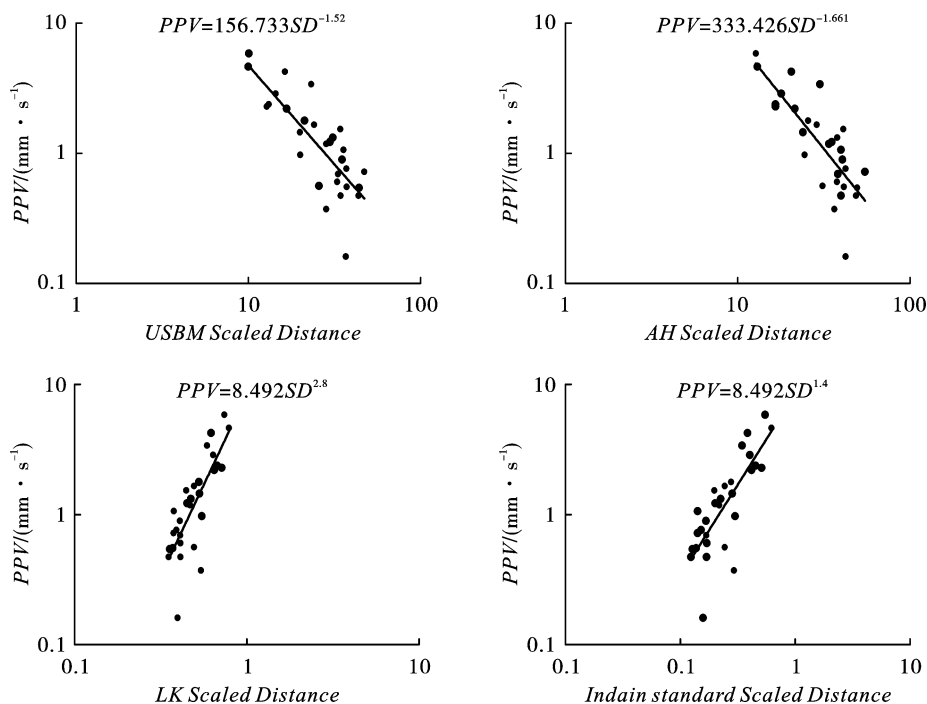 PPV=156.733SD^-1.52
10
1
0.1
PPV/(mm · s^-1)
1
10
100
USBM Scaled Distance
PPV=333.426SD^-1.661
10
1
0.1
PPV/(mm · s^-1)
1
10
100
AH Scaled Distance
PPV=8.492SD^2.8
10
1
0.1
PPV/(mm · s^-1)
0.1
1
10
LK Scaled Distance
PPV=8.492SD^1.4
10
1
0.1
PPV/(mm · s^-1)
0.1
0.1
1
10
Indain standard Scaled Distance